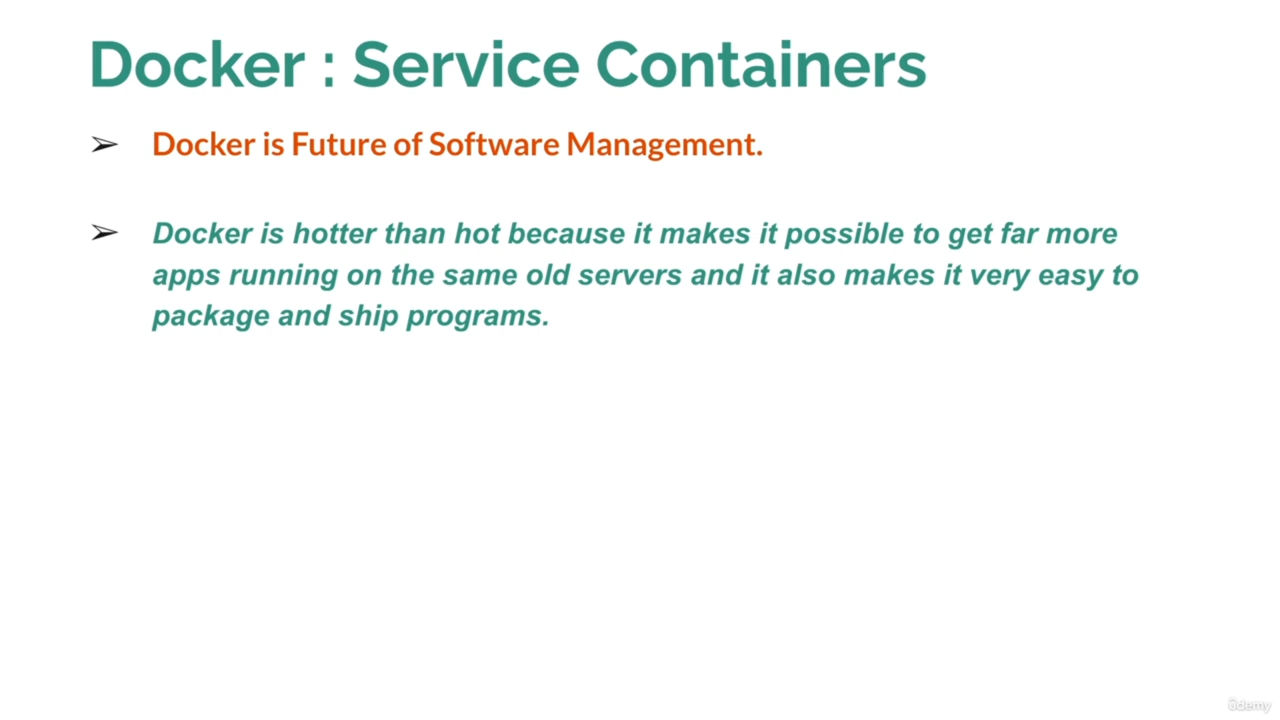 Docker : Service Containers
➢ Docker is Future of Software Management.
➢ Docker is hotter than hot because it makes it possible to get far more
apps running on the same old servers and it also makes it very easy to
package and ship programs.
ûdemy